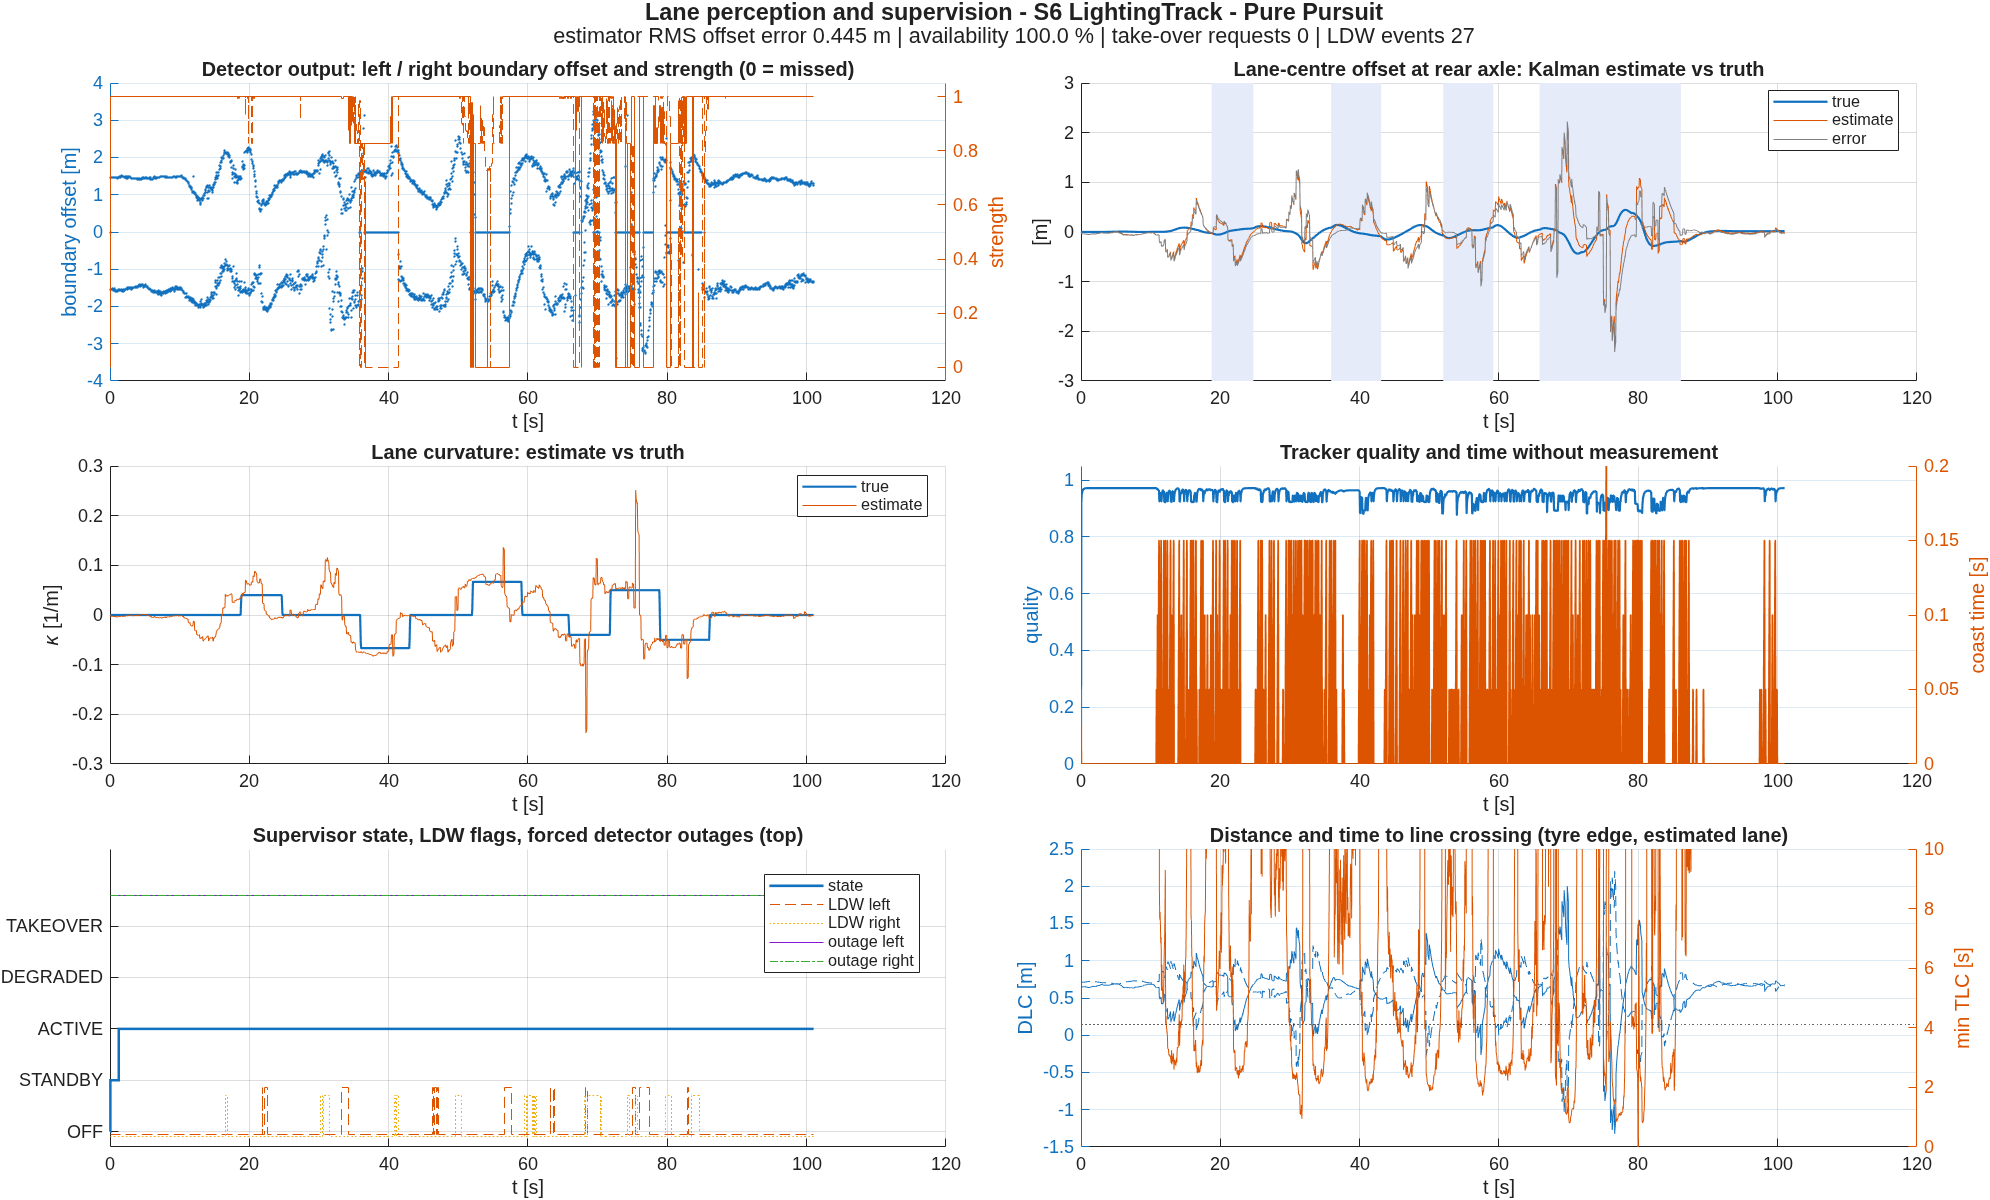 Lane perception and supervision - S6 LightingTrack - Pure Pursuit
estimator RMS offset error 0.445 m | availability 100.0 % | take-over requests 0 | LDW events 27
Detector output: left / right boundary offset and strength (0 = missed)
4
3
2
1
0
-1
-2
-3
-4
boundary offset [m]
1
0.8
0.6
0.4
0.2
0
strength
0 20 40 60 80 100 120
t [s]
Lane-centre offset at rear axle: Kalman estimate vs truth
3
2
1
0
-1
-2
-3
[m]
true
estimate
error
0 20 40 60 80 100 120
t [s]
Lane curvature: estimate vs truth
0.3
0.2
0.1
0
-0.1
-0.2
-0.3
κ [1/m]
true
estimate
0 20 40 60 80 100 120
t [s]
Tracker quality and time without measurement
1
0.8
0.6
0.4
0.2
0
quality
0.2
0.15
0.1
0.05
0
coast time [s]
0 20 40 60 80 100 120
t [s]
Supervisor state, LDW flags, forced detector outages (top)
TAKEOVER
DEGRADED
ACTIVE
STANDBY
OFF
state
LDW left
LDW right
outage left
outage right
0 20 40 60 80 100 120
t [s]
Distance and time to line crossing (tyre edge, estimated lane)
2.5
2
1.5
1
0.5
0
-0.5
-1
-1.5
DLC [m]
10
8
6
4
2
0
min TLC [s]
0 20 40 60 80 100 120
t [s]